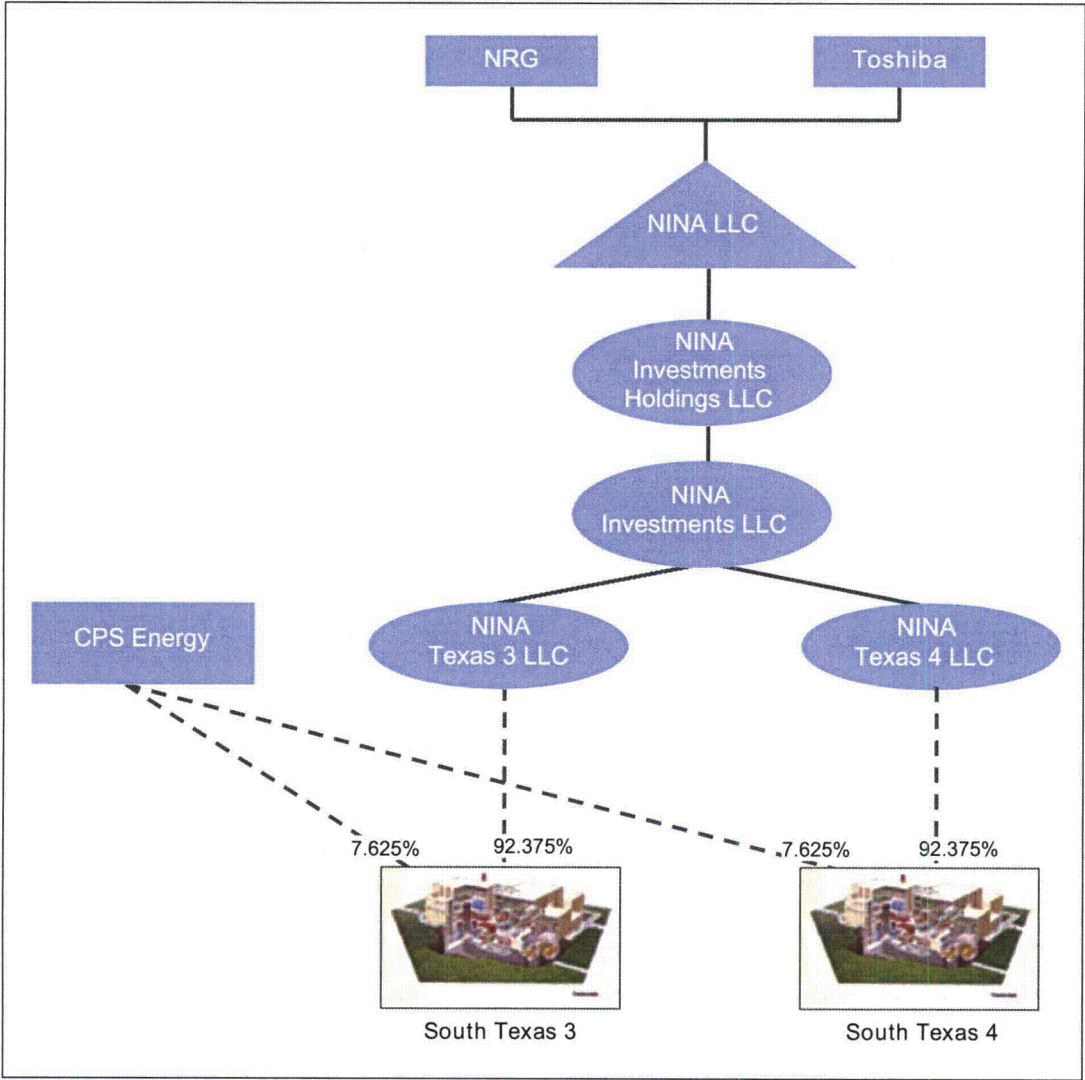 NRG
Toshiba
NINA LLC
NINA
Investments
Holdings LLC
NINA
Investments LLC
CPS Energy
NINA
Texas 3 LLC
NINA
Texas 4 LLC
7.625%
92.375%
7.625%
92.375%
South Texas 3
South Texas 4